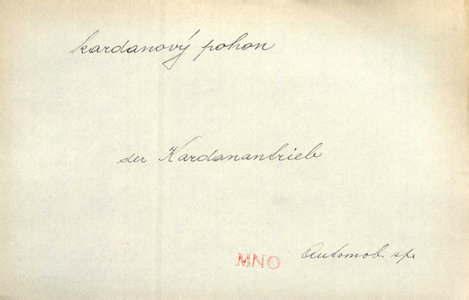 kardanový pohon
der Kardanantrieb
MNO Automob. sp.